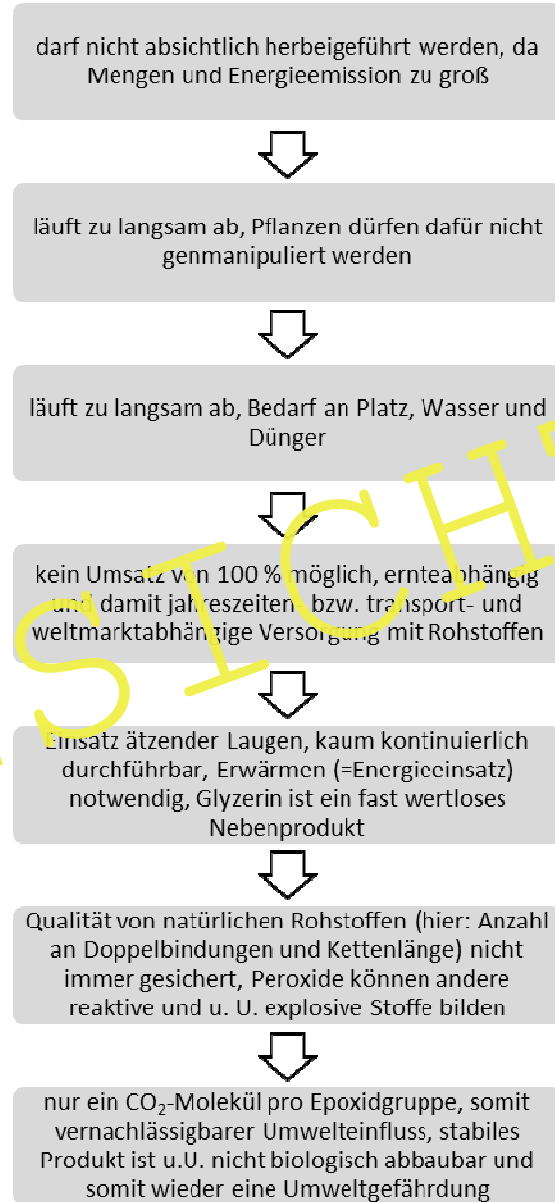 darf nicht absichtlich herbeigeführt werden, da
Mengen und Energieemission zu groß
läuft zu langsam ab, Pflanzen dürfen dafür nicht
genmanipuliert werden
läuft zu langsam ab, Bedarf an Platz, Wasser und
Dünger
kein Umsatz von 100 % möglich, ernteabhängig
und damit jahreszeiten- bzw. transport- und
weltmarktabhängige Versorgung mit Rohstoffen
Einsatz ätzender Laugen, kaum kontinuierlich
durchführbar, Erwärmen (=Energieeinsatz)
notwendig, Glyzerin ist ein fast wertloses
Nebenprodukt
Qualität von natürlichen Rohstoffen (hier: Anzahl
an Doppelbindungen und Kettenlänge) nicht
immer gesichert, Peroxide können andere
reaktive und u. U. explosive Stoffe bilden
nur ein CO₂-Molekül pro Epoxidgruppe, somit
vernachlässigbarer Umwelteinfluss, stabiles
Produkt ist u.U. nicht biologisch abbaubar und
somit wieder eine Umweltgefährdung
SICH